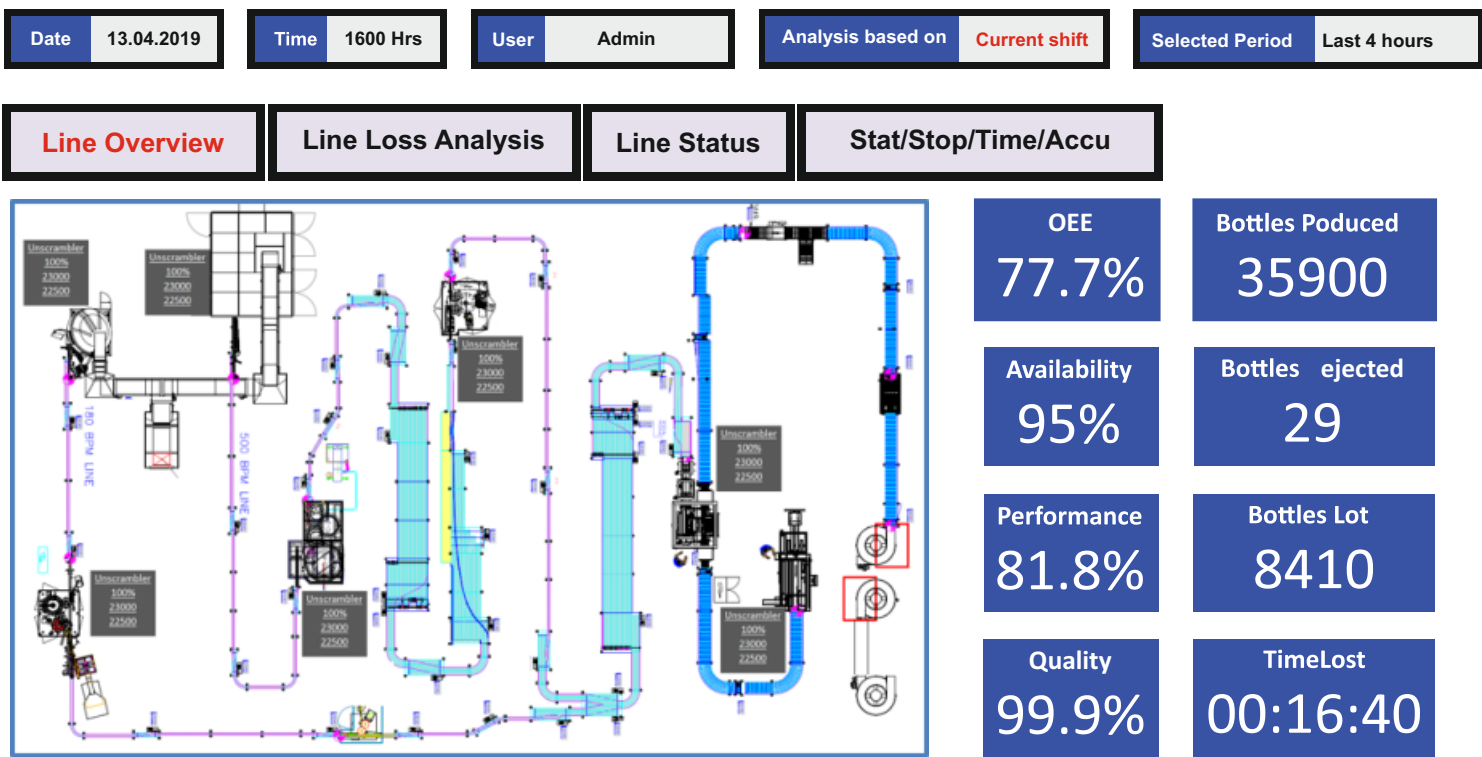 Date 13.04.2019 Time 1600 Hrs User Admin Analysis based on Current shift Selected Period Last 4 hours
Line Overview Line Loss Analysis Line Status Stat/Stop/Time/Accu
Unscrambler
100%
23000
22500
Unscrambler
100%
23000
22500
Unscrambler
100%
23000
22500
180 BPM LINE
500 BPM LINE
Unscrambler
100%
23000
22500
Unscrambler
100%
23000
22500
Unscrambler
100%
23000
22500
Unscrambler
100%
23000
22500
OEE
77.7%
Bottles Poduced
35900
Availability
95%
Bottles ejected
29
Performance
81.8%
Bottles Lot
8410
Quality
99.9%
TimeLost
00:16:40